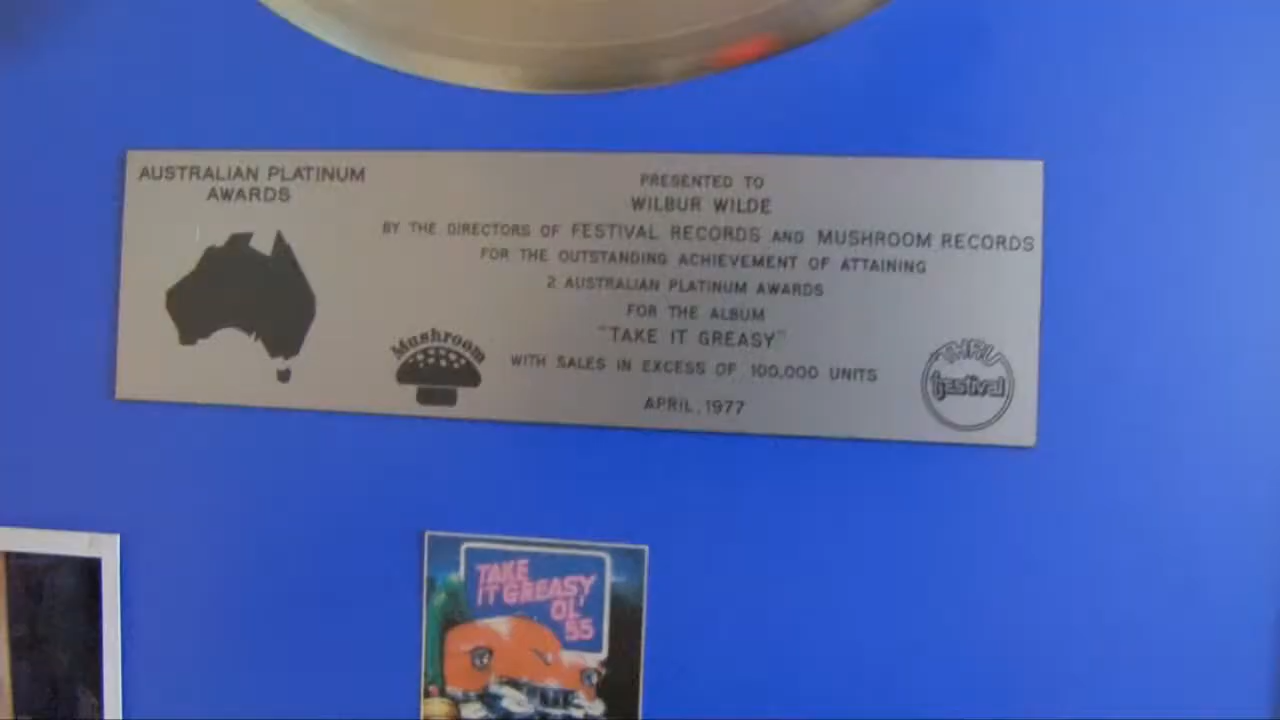 AUSTRALIAN PLATINUM
AWARDS
PRESENTED TO
WILBUR WILDE
BY THE DIRECTORS OF FESTIVAL RECORDS AND MUSHROOM RECORDS
FOR THE OUTSTANDING ACHIEVEMENT OF ATTAINING
2 AUSTRALIAN PLATINUM AWARDS
FOR THE ALBUM
"TAKE IT GREASY"
WITH SALES IN EXCESS OF 100,000 UNITS
APRIL, 1977
Mushroom
THRU
festival
TAKE
IT GREASY
OL'
55